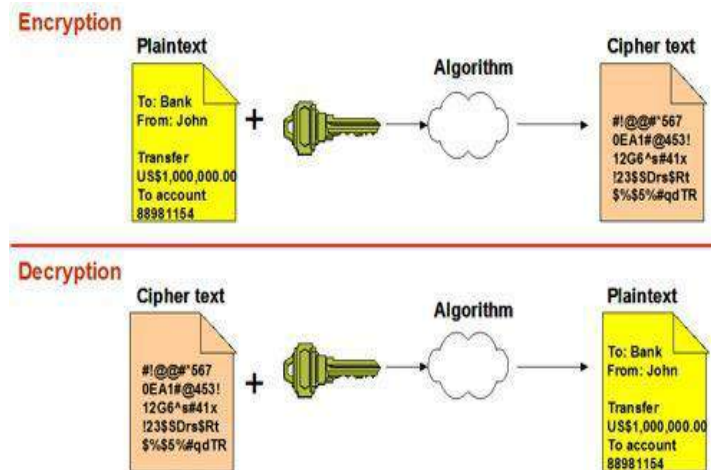 Encryption
Plaintext
Algorithm
Cipher text
To: Bank
From: John
Transfer
US$1,000,000.00
To account
88981154
+
#!@@#*567
0EA1#@453!
12G6^s#41x
!23$SDrs$Rt
$%$5%#qdTR
Decryption
Cipher text
Algorithm
Plaintext
#!@@#*567
0EA1#@453!
12G6^s#41x
!23$SDrs$Rt
$%$5%#qdTR
+
To: Bank
From: John
Transfer
US$1,000,000.00
To account
88981154